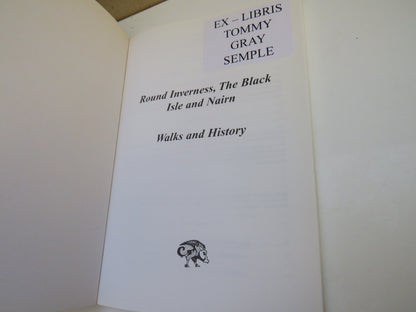 EX – LIBRIS
TOMMY
GRAY
SEMPLE
Round Inverness, The Black
Isle and Nairn
Walks and History